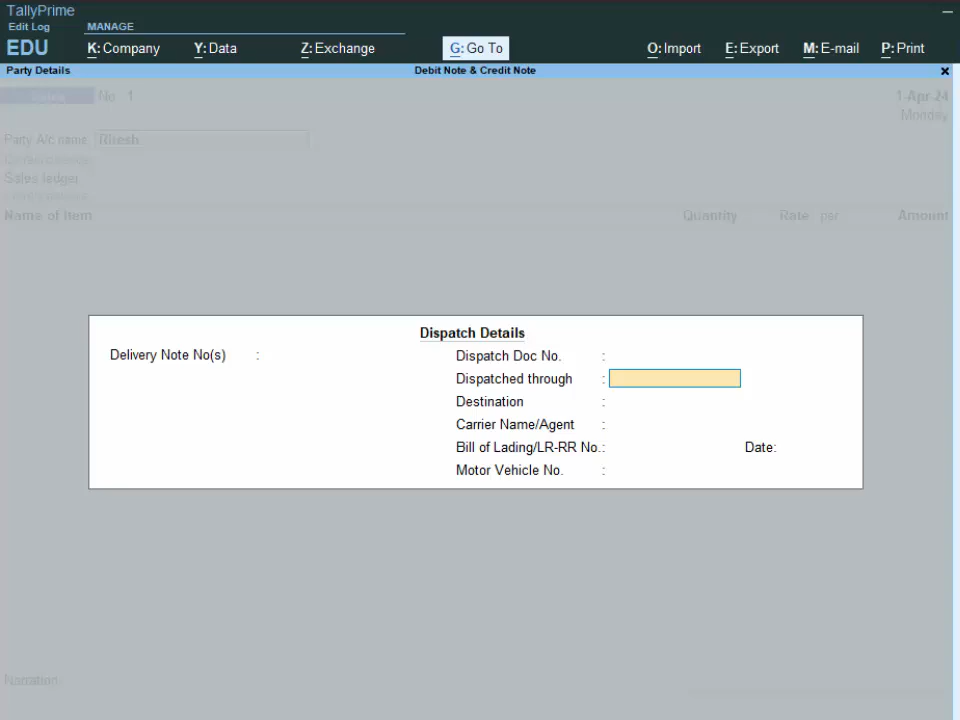 TallyPrime
Edit Log
EDU
MANAGE
K: Company Y: Data Z: Exchange G: Go To O: Import E: Export M: E-mail P: Print
Party Details Debit Note & Credit Note
No. 1 1-Apr-24
Monday
Party A/c name Ritesh
Sales ledger
Name of Item Quantity Rate per Amount
Dispatch Details
Delivery Note No(s) :
Dispatch Doc No. :
Dispatched through :
Destination :
Carrier Name/Agent :
Bill of Lading/LR-RR No. : Date:
Motor Vehicle No. :
Narration: